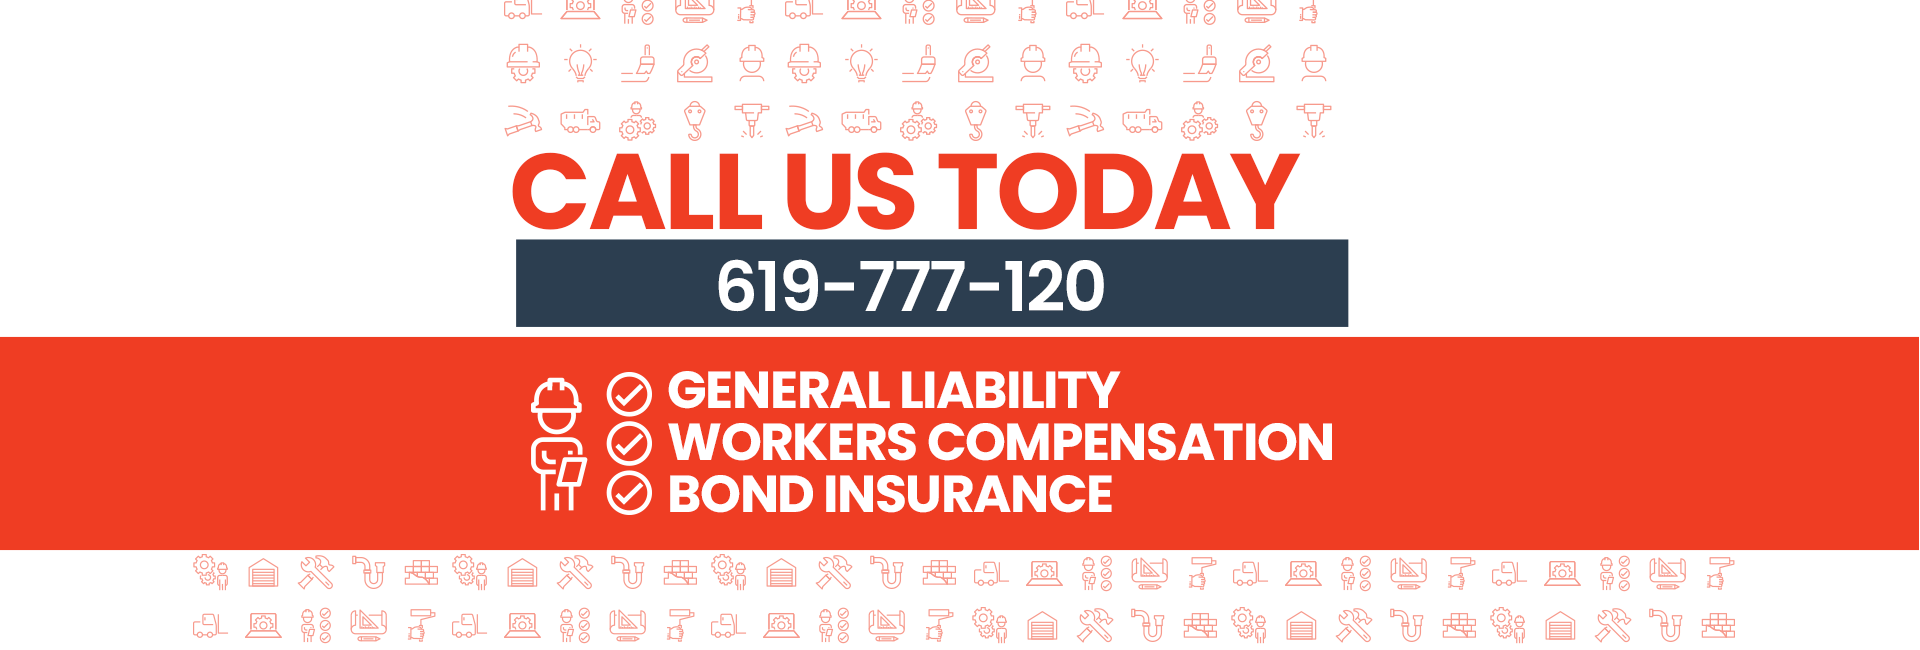 CALL US TODAY
619-777-120
GENERAL LIABILITY
WORKERS COMPENSATION
BOND INSURANCE